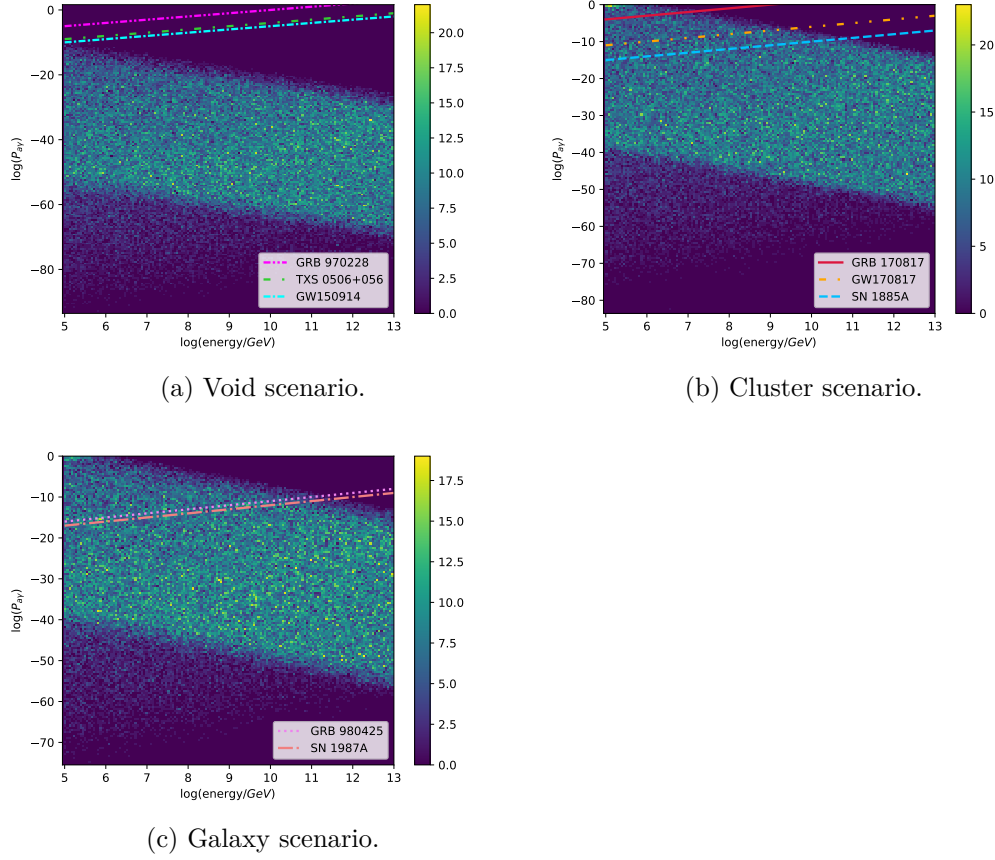 0
−20
−40
−60
−80
log(Paγ)
5 6 7 8 9 10 11 12 13
log(energy/GeV)
GRB 970228
TXS 0506+056
GW150914
20.0
17.5
15.0
12.5
10.0
7.5
5.0
2.5
0.0
(a) Void scenario.
0
−10
−20
−30
−40
−50
−60
−70
−80
log(Paγ)
5 6 7 8 9 10 11 12 13
log(energy/GeV)
GRB 170817
GW170817
SN 1885A
20
15
10
5
0
(b) Cluster scenario.
0
−10
−20
−30
−40
−50
−60
−70
log(Paγ)
5 6 7 8 9 10 11 12 13
log(energy/GeV)
GRB 980425
SN 1987A
17.5
15.0
12.5
10.0
7.5
5.0
2.5
0.0
(c) Galaxy scenario.